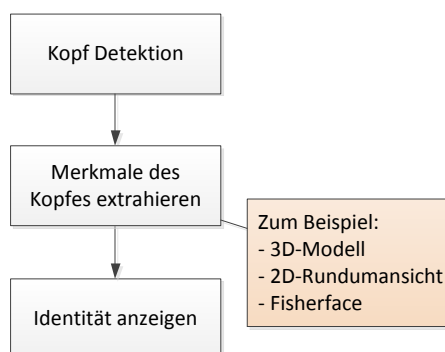 Kopf Detektion
Merkmale des
Kopfes extrahieren
Zum Beispiel:
- 3D-Modell
- 2D-Rundumansicht
- Fisherface
Identität anzeigen